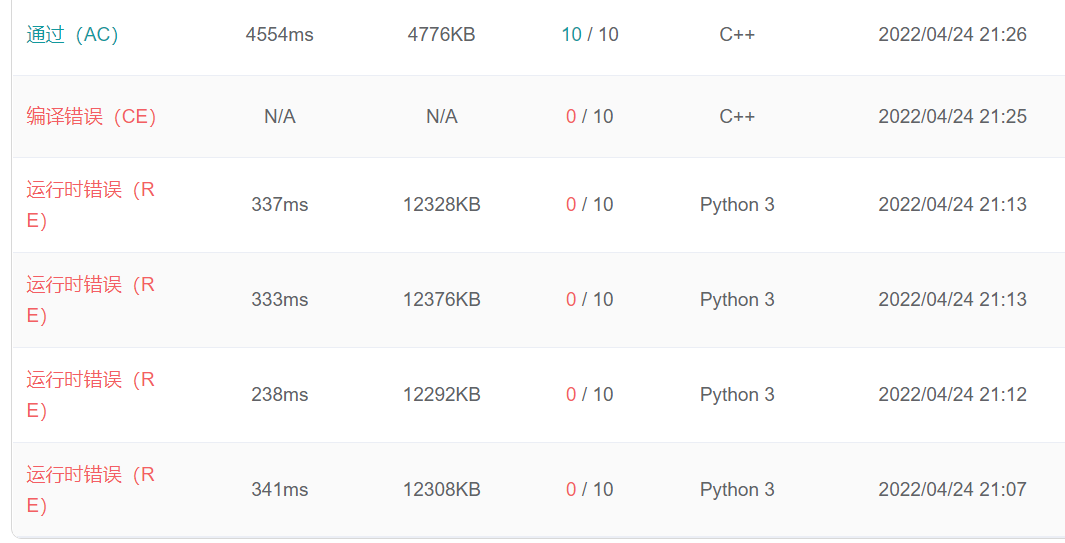 通过（AC） 4554ms 4776KB 10 / 10 C++ 2022/04/24 21:26
编译错误（CE） N/A N/A 0 / 10 C++ 2022/04/24 21:25
运行时错误（R
E） 337ms 12328KB 0 / 10 Python 3 2022/04/24 21:13
运行时错误（R
E） 333ms 12376KB 0 / 10 Python 3 2022/04/24 21:13
运行时错误（R
E） 238ms 12292KB 0 / 10 Python 3 2022/04/24 21:12
运行时错误（R
E） 341ms 12308KB 0 / 10 Python 3 2022/04/24 21:07